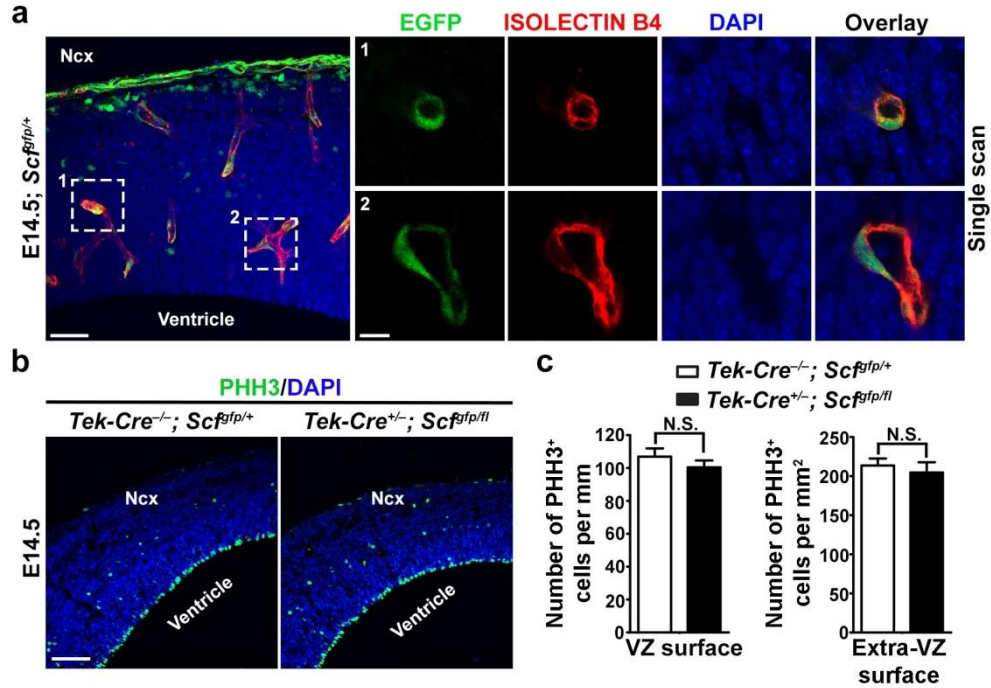 a
EGFP ISOLECTIN B4 DAPI Overlay
E14.5; Scfgfp/+
Ncx
1
2
Ventricle
1
2
Single scan
b
PHH3/DAPI
Tek-Cre–/–; Scfgfp/+ Tek-Cre+/–; Scfgfp/fl
E14.5
Ncx
Ventricle
Ncx
Ventricle
c
Tek-Cre–/–; Scfgfp/+
Tek-Cre+/–; Scfgfp/fl
Number of PHH3+
cells per mm
120
100
80
60
40
20
0
N.S.
VZ surface
Number of PHH3+
cells per mm2
250
200
150
100
50
0
N.S.
Extra-VZ
surface